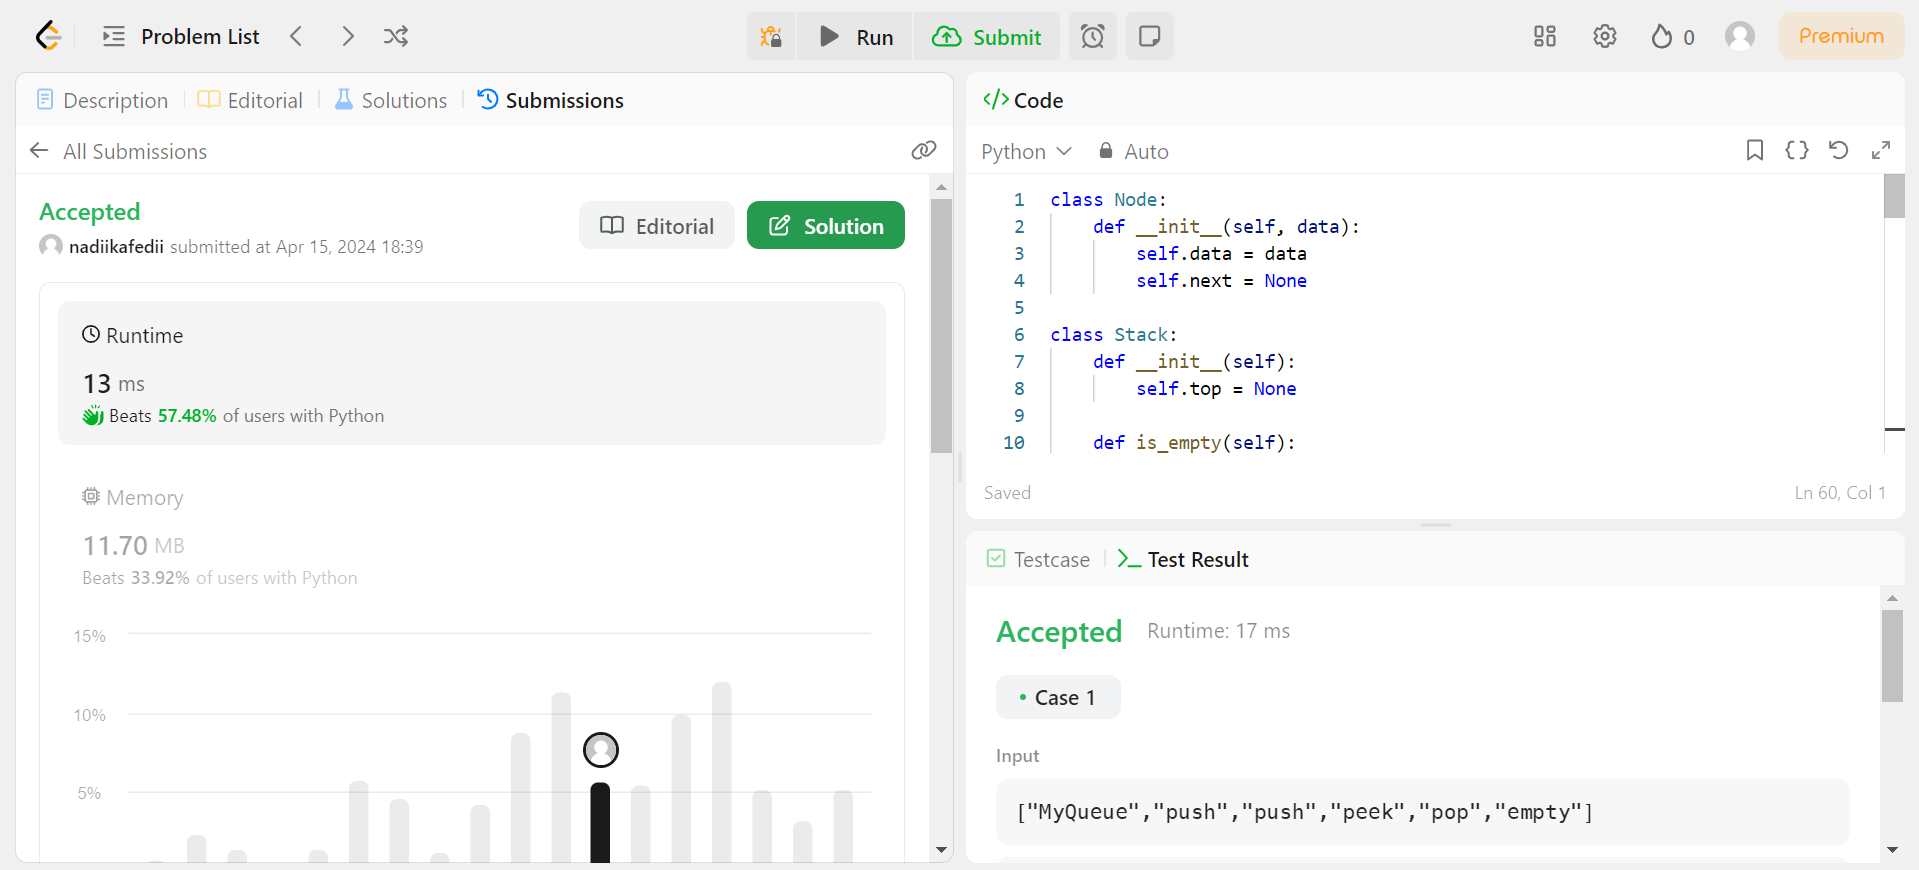 Problem List
Run
Submit
0
Premium
Description
Editorial
Solutions
Submissions
All Submissions
Accepted
nadiikafedii submitted at Apr 15, 2024 18:39
Editorial
Solution
Runtime
13 ms
Beats 57.48% of users with Python
Memory
11.70 MB
Beats 33.92% of users with Python
15%
10%
5%
</> Code
Python
Auto
1 class Node:
2 def __init__(self, data):
3 self.data = data
4 self.next = None
5
6 class Stack:
7 def __init__(self):
8 self.top = None
9
10 def is_empty(self):
Saved
Ln 60, Col 1
Testcase
Test Result
Accepted
Runtime: 17 ms
Case 1
Input
["MyQueue","push","push","peek","pop","empty"]